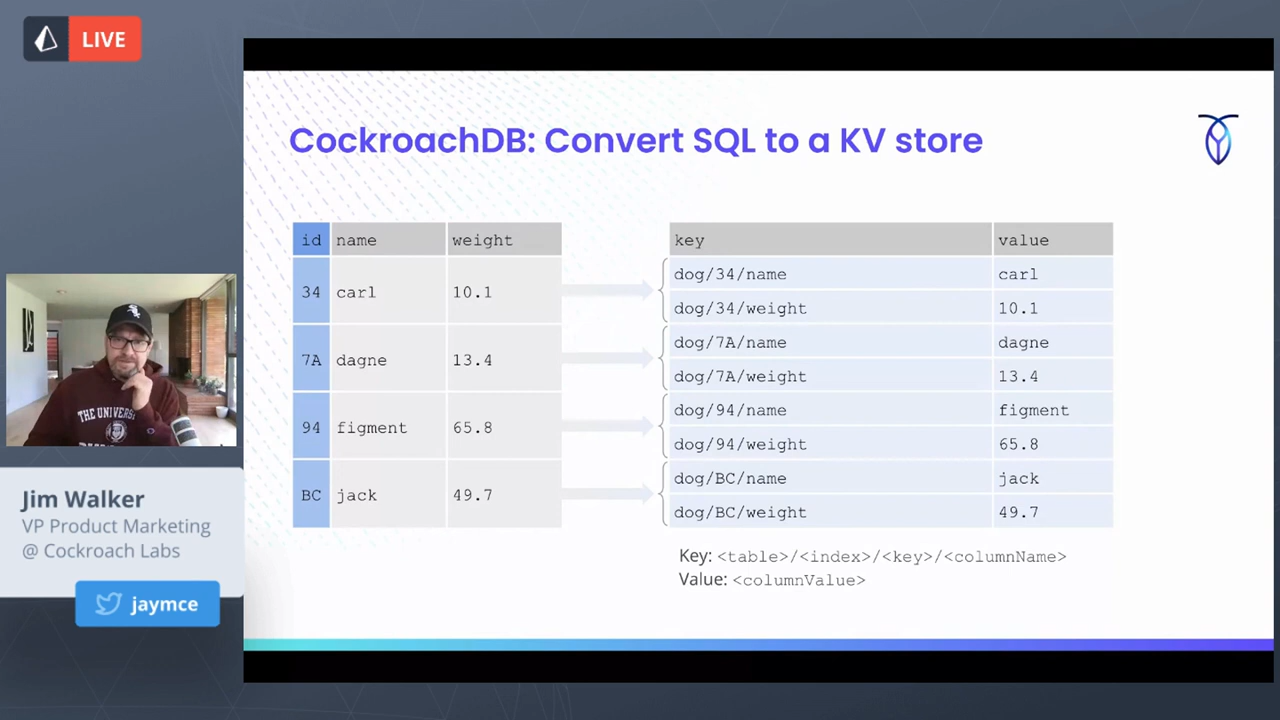 LIVE
CockroachDB: Convert SQL to a KV store
id name weight
34 carl 10.1
7A dagne 13.4
94 figment 65.8
BC jack 49.7
key value
dog/34/name carl
dog/34/weight 10.1
dog/7A/name dagne
dog/7A/weight 13.4
dog/94/name figment
dog/94/weight 65.8
dog/BC/name jack
dog/BC/weight 49.7
Key: <table>/<index>/<key>/<columnName>
Value: <columnValue>
THE UNIVERS
Jim Walker
VP Product Marketing
@ Cockroach Labs
jaymce